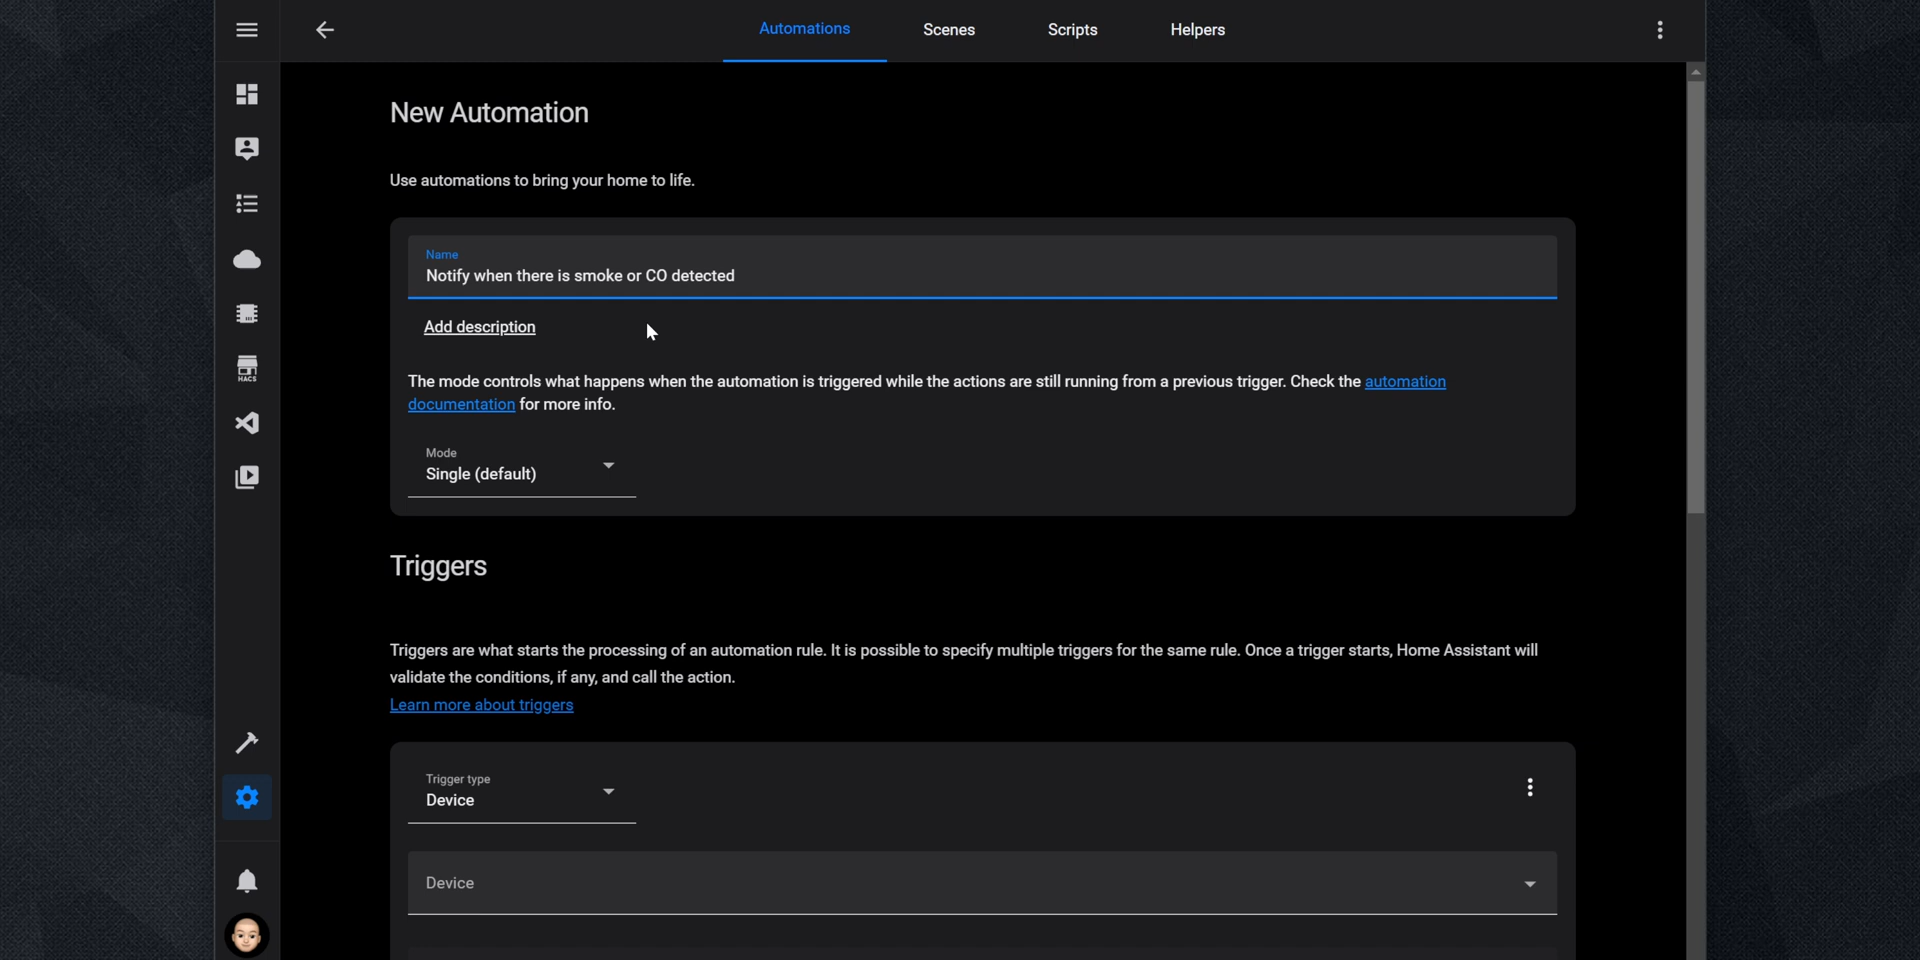 Automations
Scenes
Scripts
Helpers
New Automation
Use automations to bring your home to life.
Name
Notify when there is smoke or CO detected
Add description
The mode controls what happens when the automation is triggered while the actions are still running from a previous trigger. Check the automation
documentation for more info.
HACS
Mode
Single (default)
Triggers
Triggers are what starts the processing of an automation rule. It is possible to specify multiple triggers for the same rule. Once a trigger starts, Home Assistant will
validate the conditions, if any, and call the action.
Learn more about triggers
Trigger type
Device
Device